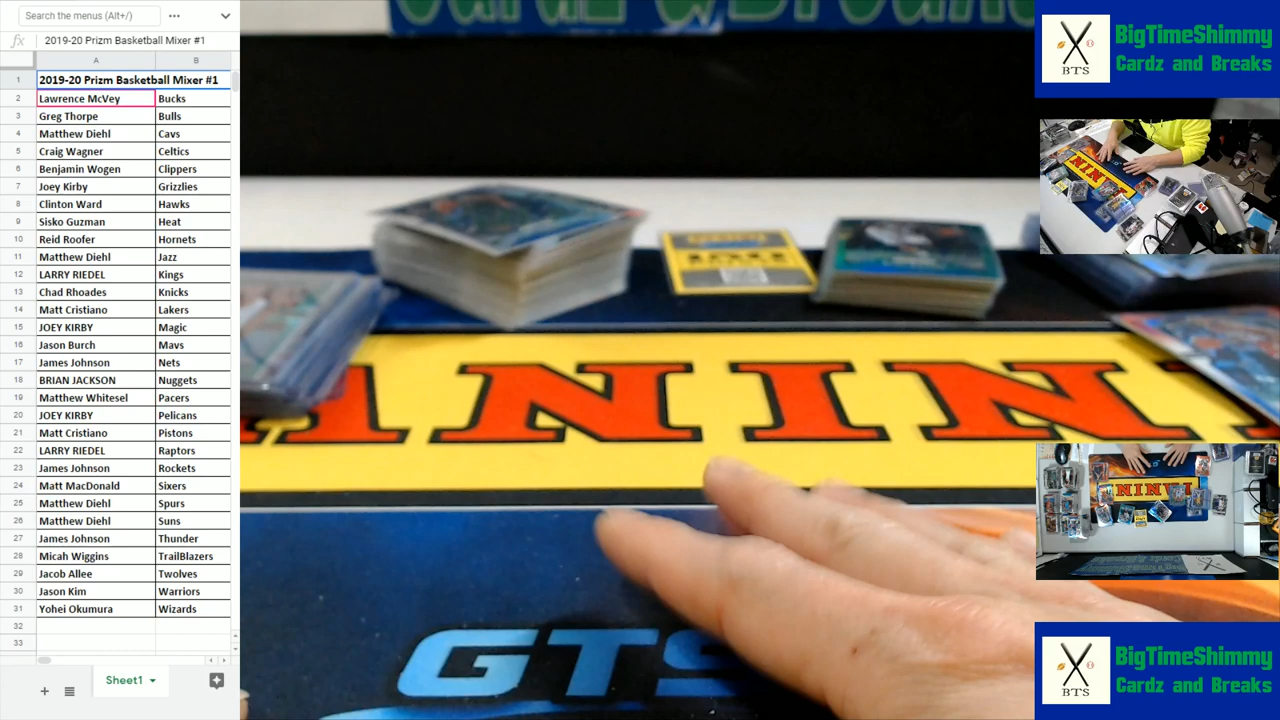 Search the menus (Alt+/)
fx 2019-20 Prizm Basketball Mixer #1
A B
1 2019-20 Prizm Basketball Mixer #1
2 Lawrence McVey Bucks
3 Greg Thorpe Bulls
4 Matthew Diehl Cavs
5 Craig Wagner Celtics
6 Benjamin Wogen Clippers
7 Joey Kirby Grizzlies
8 Clinton Ward Hawks
9 Sisko Guzman Heat
10 Reid Roofer Hornets
11 Matthew Diehl Jazz
12 LARRY RIEDEL Kings
13 Chad Rhoades Knicks
14 Matt Cristiano Lakers
15 JOEY KIRBY Magic
16 Jason Burch Mavs
17 James Johnson Nets
18 BRIAN JACKSON Nuggets
19 Matthew Whitesel Pacers
20 JOEY KIRBY Pelicans
21 Matt Cristiano Pistons
22 LARRY RIEDEL Raptors
23 James Johnson Rockets
24 Matt MacDonald Sixers
25 Matthew Diehl Spurs
26 Matthew Diehl Suns
27 James Johnson Thunder
28 Micah Wiggins TrailBlazers
29 Jacob Allee Twolves
30 Jason Kim Warriors
31 Yohei Okumura Wizards
32
33
Sheet1
ANINI
GTS
BTS
BigTimeShimmy
Cardz and Breaks
BTS
BigTimeShimmy
Cardz and Breaks